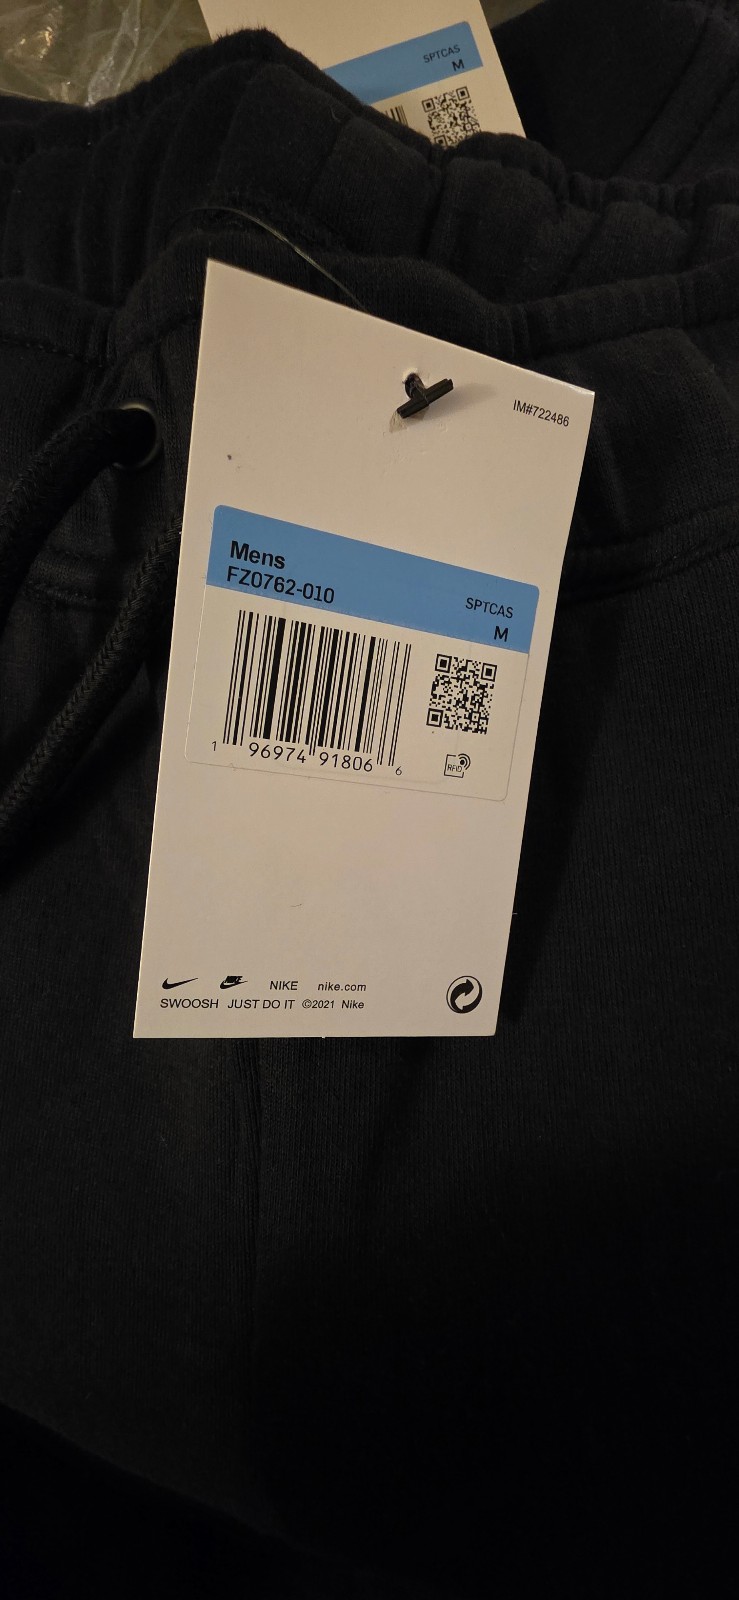 SPTCAS
M
IM#722486
Mens
FZ0762-010
SPTCAS
M
1 96974 91806 6
RFID
NIKE nike.com
SWOOSH JUST DO IT ©2021 Nike